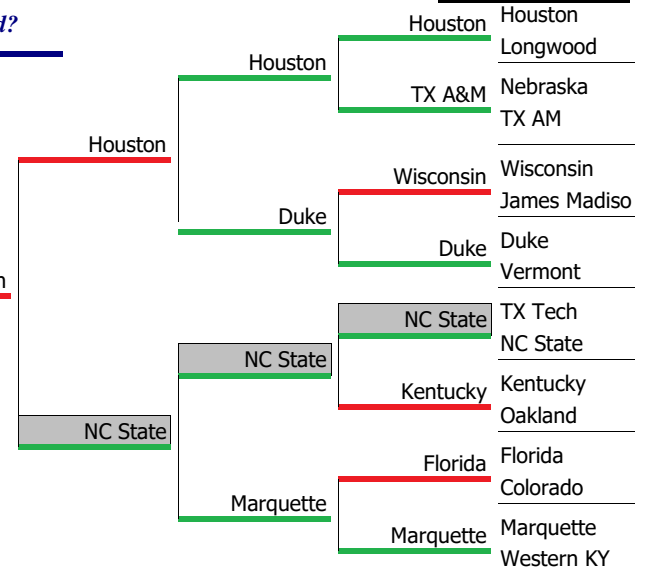 d?
Houston
Longwood
Nebraska
TX AM
Wisconsin
James Madiso
Duke
Vermont
TX Tech
NC State
Kentucky
Oakland
Florida
Colorado
Marquette
Western KY
Houston
TX A&M
Wisconsin
Duke
NC State
Kentucky
Florida
Marquette
Houston
Duke
NC State
Marquette
Houston
NC State
n